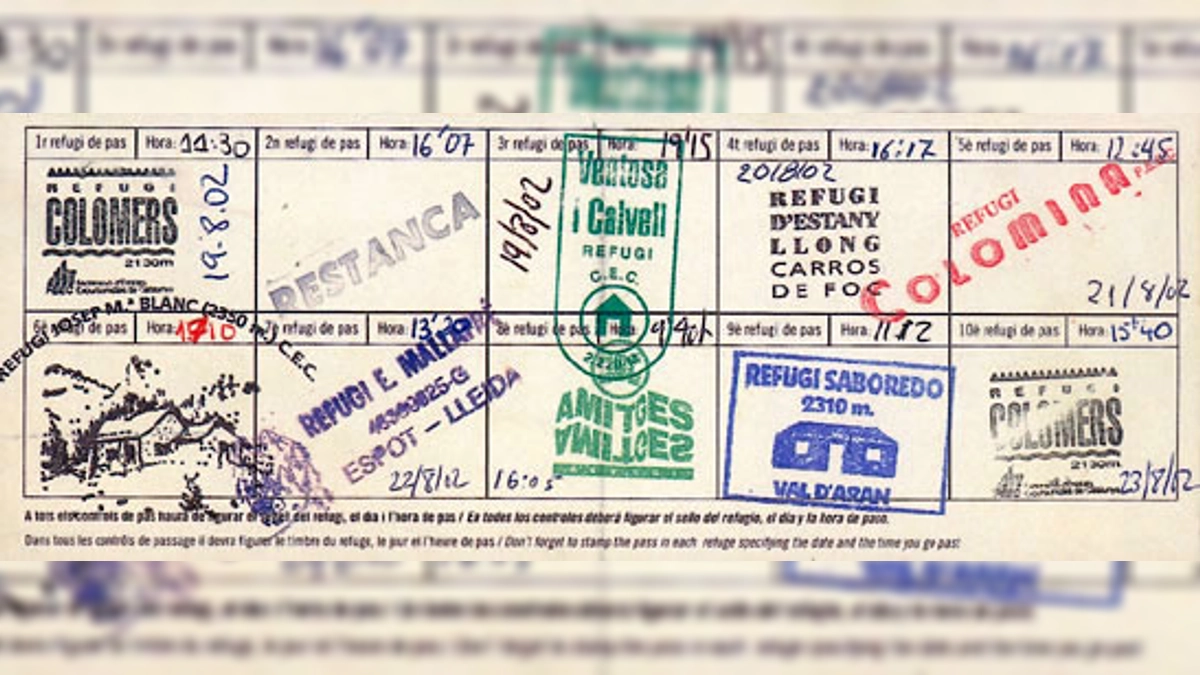 1r refugi de pas
Hora: 11:30
REFUGI
COLOMERS
2130m
19.8.02
2n refugi de pas
Hora: 16'07
RESTANCA
3r refugi de pas
Hora: 19'15
19/8/02
Ventosa
i Calvell
REFUGI
C.E.C.
2.220 m
4t refugi de pas
Hora: 16:17
20/8/02
REFUGI
D'ESTANY
LLONG
CARROS
DE FOC
5è refugi de pas
Hora: 12:45
REFUGI
COLOMINA
21/8/02
6è refugi de pas
Hora:
REFUGI JOSEP M.ª BLANC (2350 m.) C.E.C.
7è refugi de pas
Hora: 13'
REFUGI E. MALLAFRE
ESPOT - LLEIDA
22/8/02
8è refugi de pas
Hora:
AMITGES
AMITGES
16:05
9è refugi de pas
Hora: 11'12
REFUGI SABOREDO
2310 m.
VAL D'ARAN
10è refugi de pas
Hora: 15'40
REFUGI
COLOMERS
2130m
23/8/02
A tots els controls de pas haurà de figurar el segell del refugi, el dia i l'hora de pas / En todos los controles deberá figurar el sello del refugio, el día y la hora de paso.
Dans tous les contrôls de passage il devra figurer le timbre du refuge, le jour et l'heure de pas / Don't forget to stamp the pass in each refuge specifying the date and the time you go past